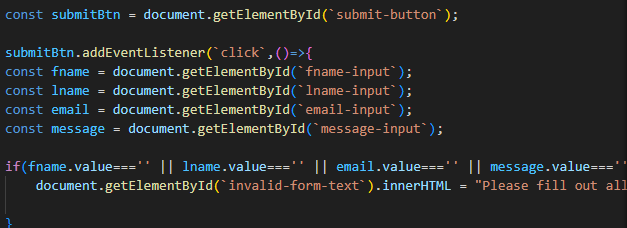 const submitBtn = document.getElementById(`submit-button`);
submitBtn.addEventListener(`click`,()=>{
const fname = document.getElementById(`fname-input`);
const lname = document.getElementById(`lname-input`);
const email = document.getElementById(`email-input`);
const message = document.getElementById(`message-input`);
if(fname.value==='' || lname.value==='' || email.value==='' || message.value===''
document.getElementById(`invalid-form-text`).innerHTML = "Please fill out all
}